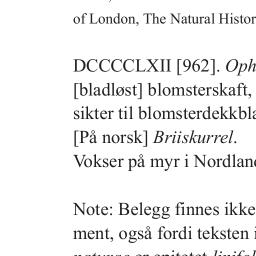 of London, The Natural Histor
DCCCCLXII [962]. Oph
[bladløst] blomsterskaft,
sikter til blomsterdekkbla
[På norsk] Briiskurrel.
Vokser på myr i Nordland
Note: Belegg finnes ikke
ment, også fordi teksten i